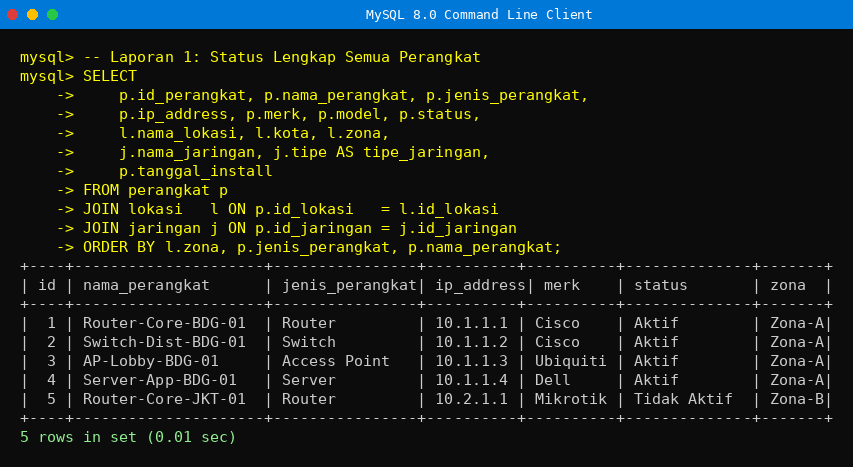 MySQL 8.0 Command Line Client
mysql> -- Laporan 1: Status Lengkap Semua Perangkat
mysql> SELECT
    ->     p.id_perangkat, p.nama_perangkat, p.jenis_perangkat,
    ->     p.ip_address, p.merk, p.model, p.status,
    ->     l.nama_lokasi, l.kota, l.zona,
    ->     j.nama_jaringan, j.tipe AS tipe_jaringan,
    ->     p.tanggal_install
    -> FROM perangkat p
    -> JOIN lokasi   l ON p.id_lokasi   = l.id_lokasi
    -> JOIN jaringan j ON p.id_jaringan = j.id_jaringan
    -> ORDER BY l.zona, p.jenis_perangkat, p.nama_perangkat;
+----+---------------------+----------------+----------+----------+--------------+-------+
| id | nama_perangkat      | jenis_perangkat| ip_address| merk    | status       | zona  |
+----+---------------------+----------------+----------+----------+--------------+-------+
|  1 | Router-Core-BDG-01  | Router         | 10.1.1.1 | Cisco    | Aktif        | Zona-A|
|  2 | Switch-Dist-BDG-01  | Switch         | 10.1.1.2 | Cisco    | Aktif        | Zona-A|
|  3 | AP-Lobby-BDG-01     | Access Point   | 10.1.1.3 | Ubiquiti | Aktif        | Zona-A|
|  4 | Server-App-BDG-01   | Server         | 10.1.1.4 | Dell     | Aktif        | Zona-A|
|  5 | Router-Core-JKT-01  | Router         | 10.2.1.1 | Mikrotik | Tidak Aktif  | Zona-B|
+----+---------------------+----------------+----------+----------+--------------+-------+
5 rows in set (0.01 sec)